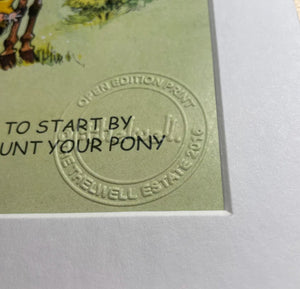 TO START BY
UNT YOUR PONY
OPEN EDITION PRINT
THELWELL ESTATE 2016